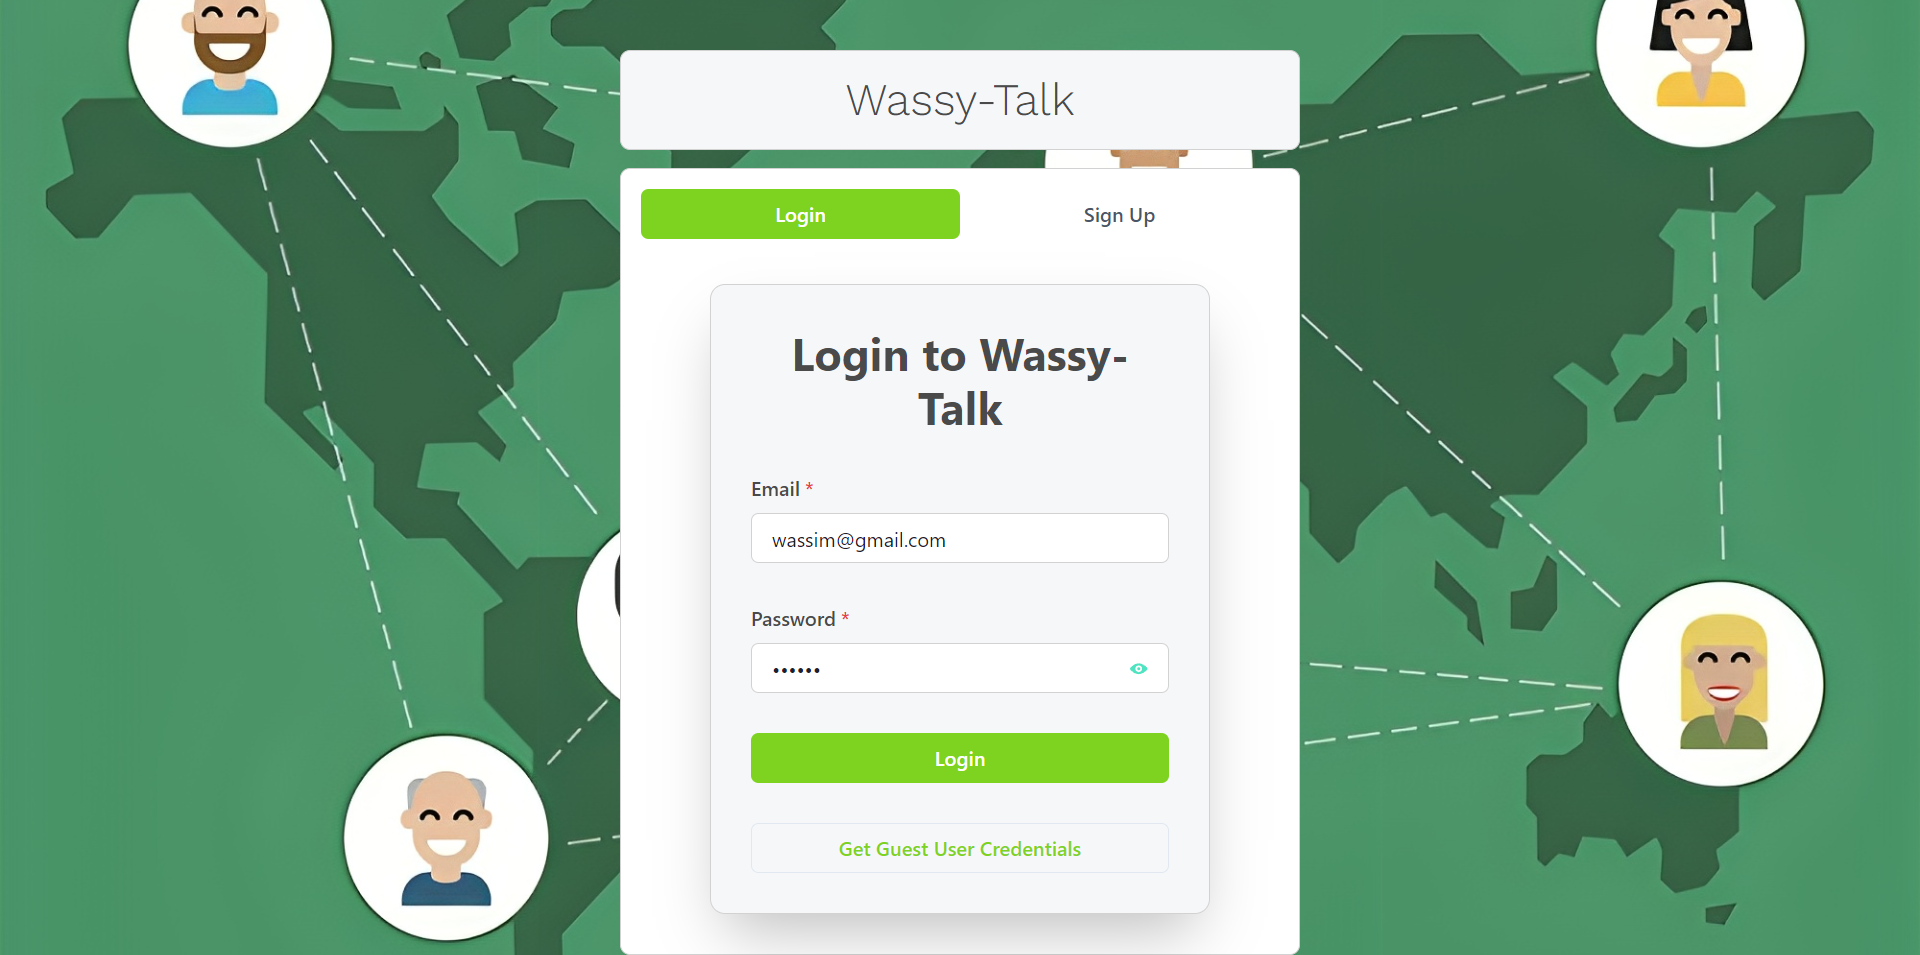 Wassy-Talk
Login
Sign Up
Login to Wassy-
Talk
Email *
wassim@gmail.com
Password *
••••••
Login
Get Guest User Credentials